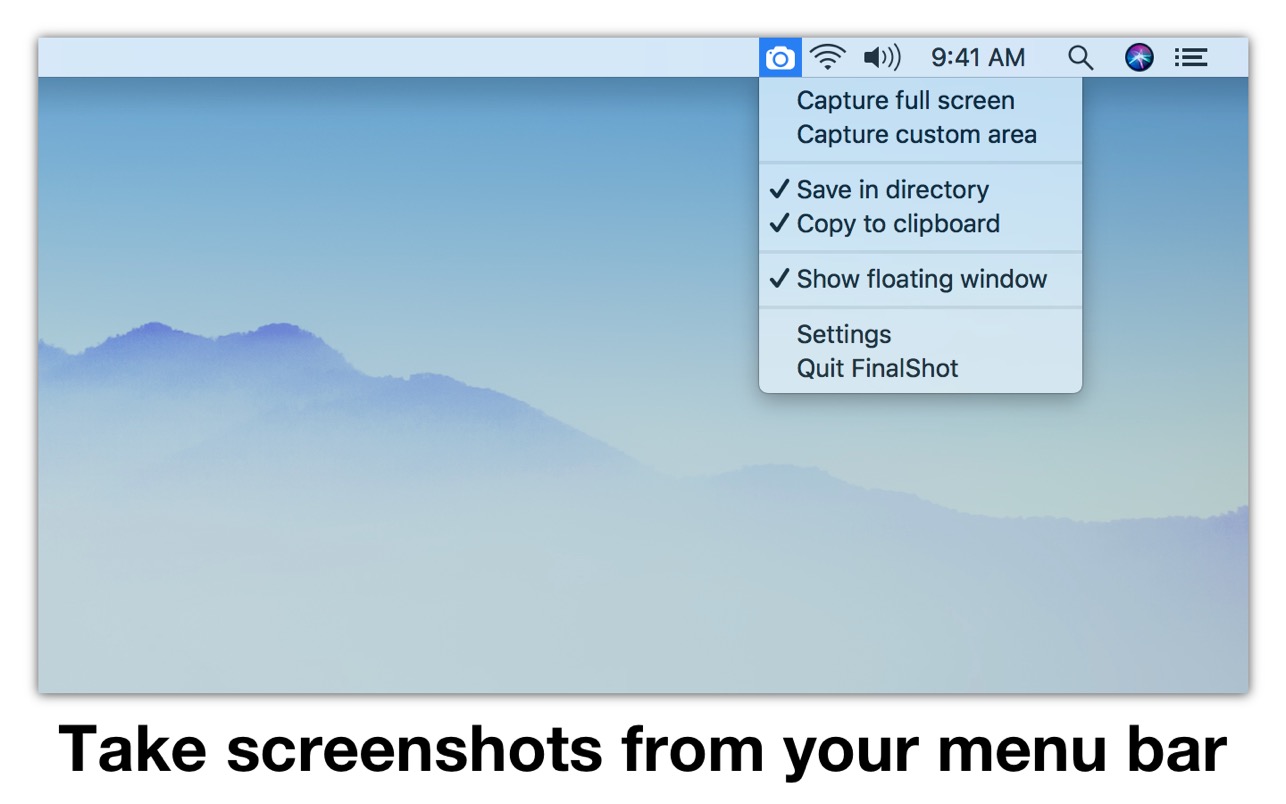 9:41 AM
Capture full screen
Capture custom area
✓ Save in directory
✓ Copy to clipboard
✓ Show floating window
Settings
Quit FinalShot
Take screenshots from your menu bar